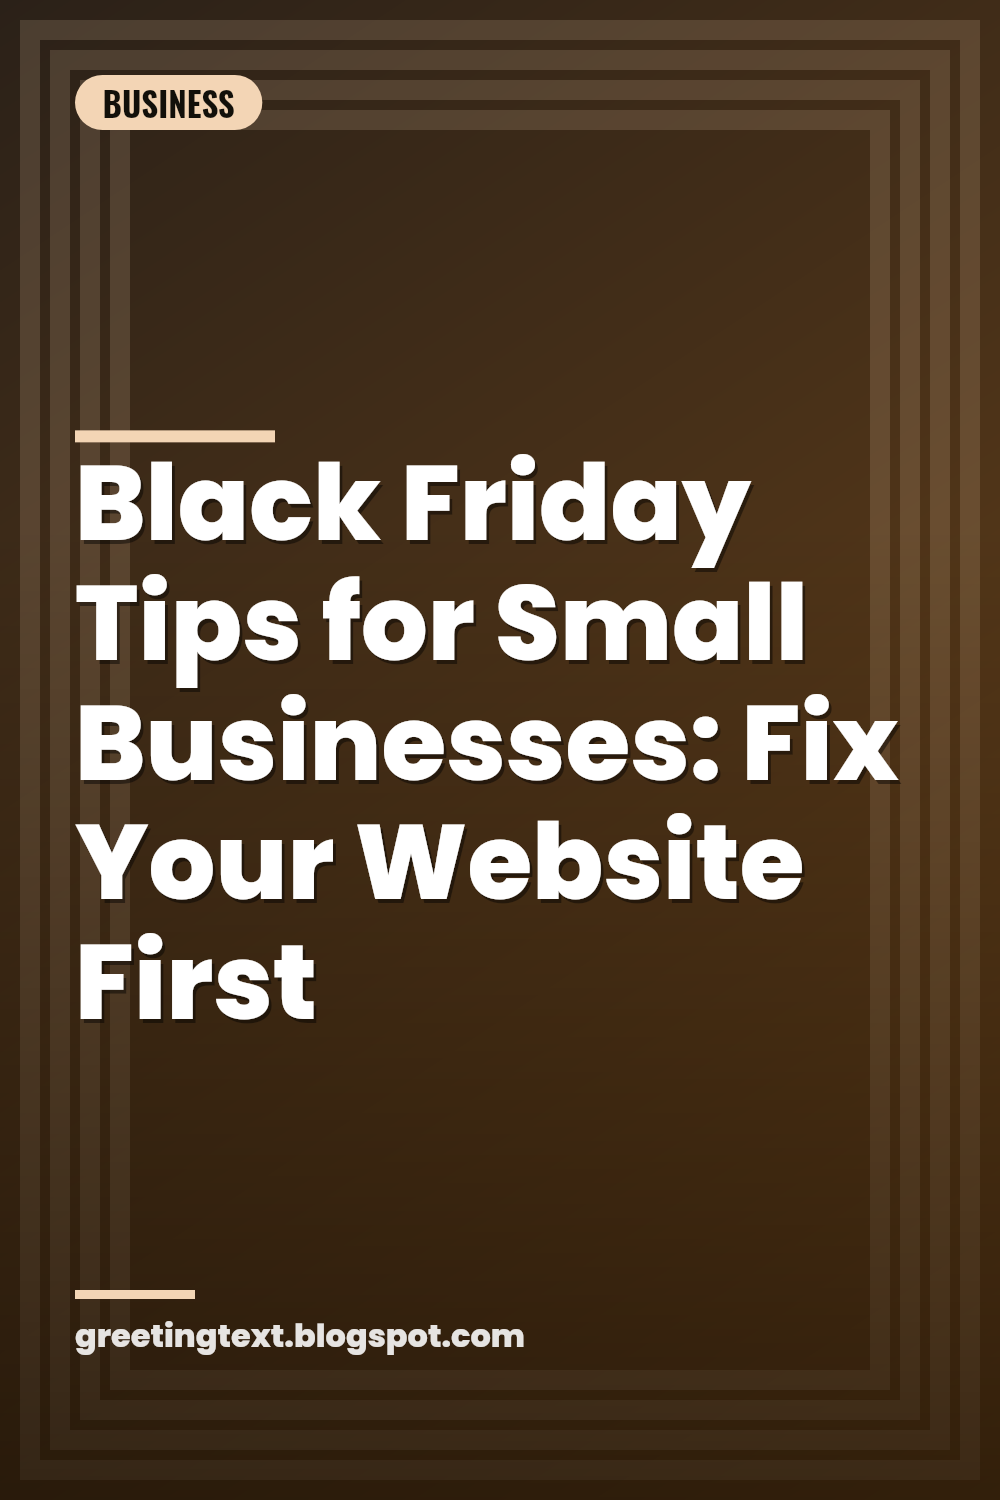 BUSINESS
Black Friday
Tips for Small
Businesses: Fix
Your Website
First
greetingtext.blogspot.com